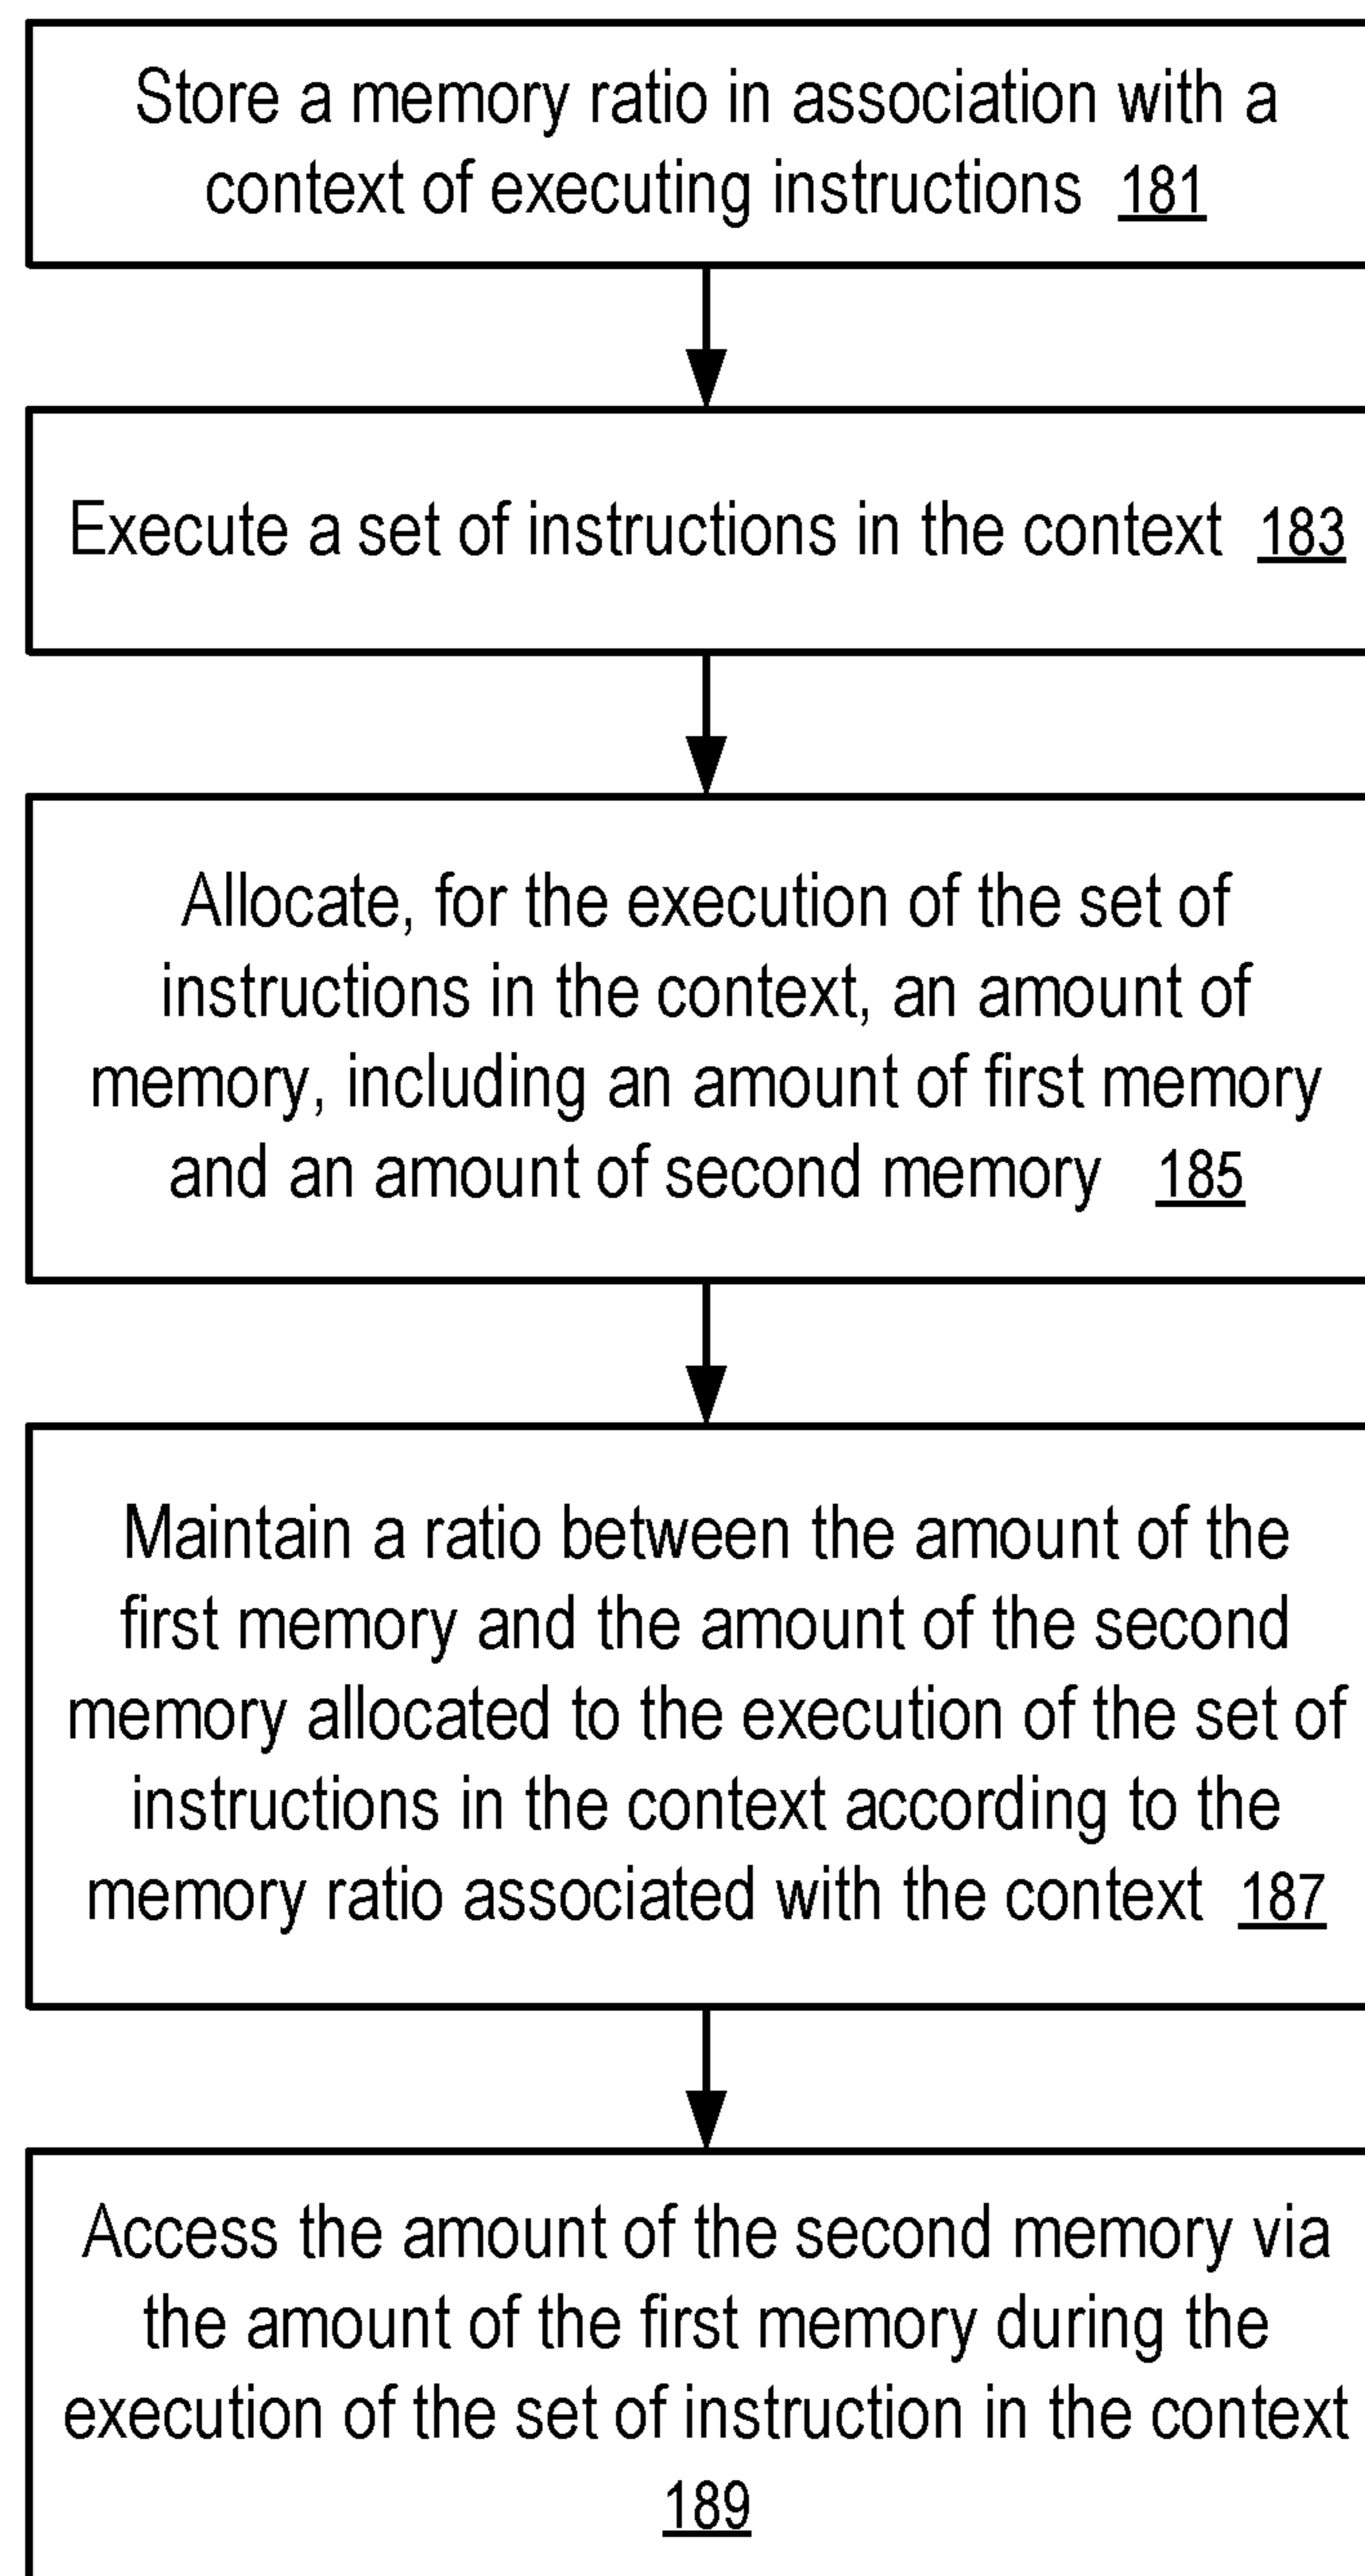 Store a memory ratio in association with a
context of executing instructions 181
Execute a set of instructions in the context 183
Allocate, for the execution of the set of
instructions in the context, an amount of
memory, including an amount of first memory
and an amount of second memory 185
Maintain a ratio between the amount of the
first memory and the amount of the second
memory allocated to the execution of the set of
instructions in the context according to the
memory ratio associated with the context 187
Access the amount of the second memory via
the amount of the first memory during the
execution of the set of instruction in the context
189